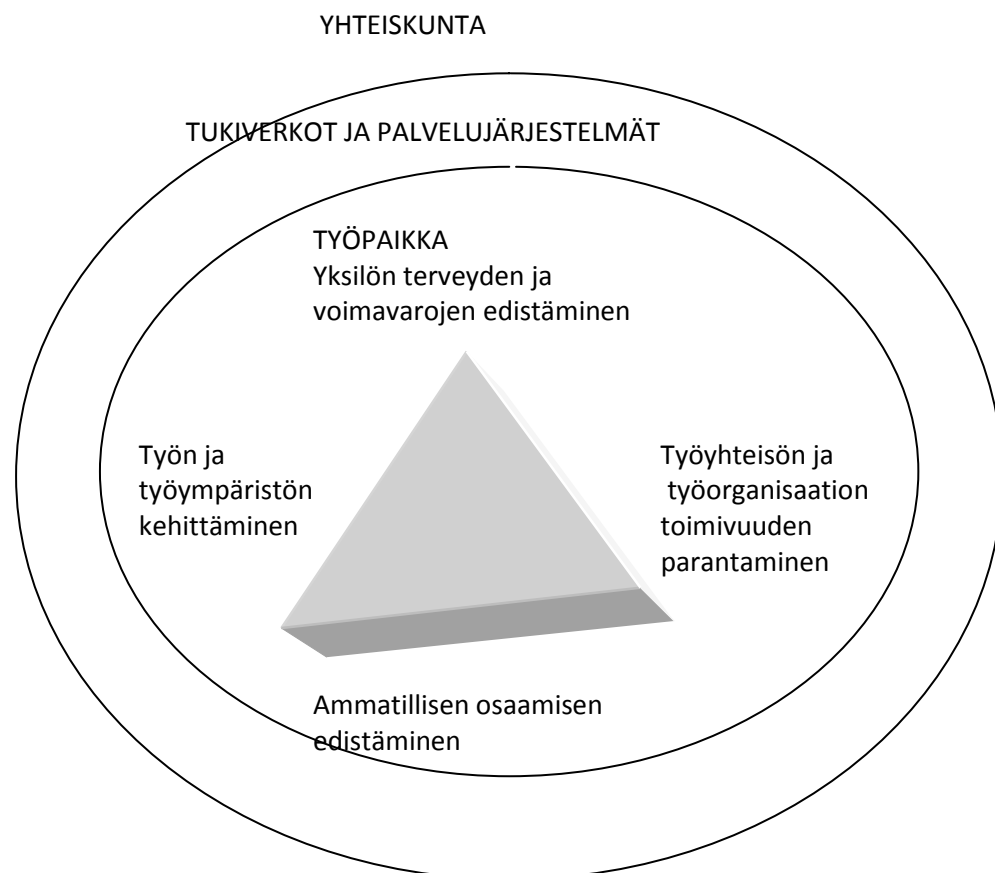 YHTEISKUNTA
TUKIVERKOT JA PALVELUJÄRJESTELMÄT
TYÖPAIKKA
Yksilön terveyden ja
voimavarojen edistäminen
Työn ja
työympäristön
kehittäminen
Työyhteisön ja
työorganisaation
toimivuuden
parantaminen
Ammatillisen osaamisen
edistäminen